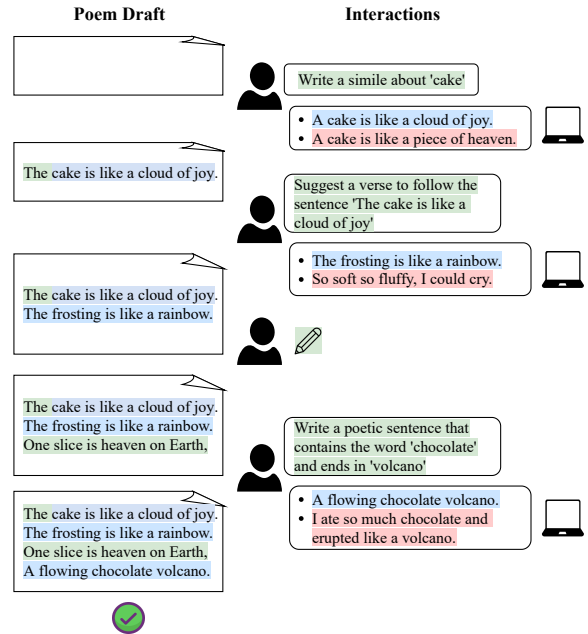 Poem Draft
Interactions
Write a simile about 'cake'
• A cake is like a cloud of joy.
• A cake is like a piece of heaven.
The cake is like a cloud of joy.
Suggest a verse to follow the
sentence 'The cake is like a
cloud of joy'
• The frosting is like a rainbow.
• So soft so fluffy, I could cry.
The cake is like a cloud of joy.
The frosting is like a rainbow.
The cake is like a cloud of joy.
The frosting is like a rainbow.
One slice is heaven on Earth,
Write a poetic sentence that
contains the word 'chocolate'
and ends in 'volcano'
• A flowing chocolate volcano.
• I ate so much chocolate and
erupted like a volcano.
The cake is like a cloud of joy.
The frosting is like a rainbow.
One slice is heaven on Earth,
A flowing chocolate volcano.